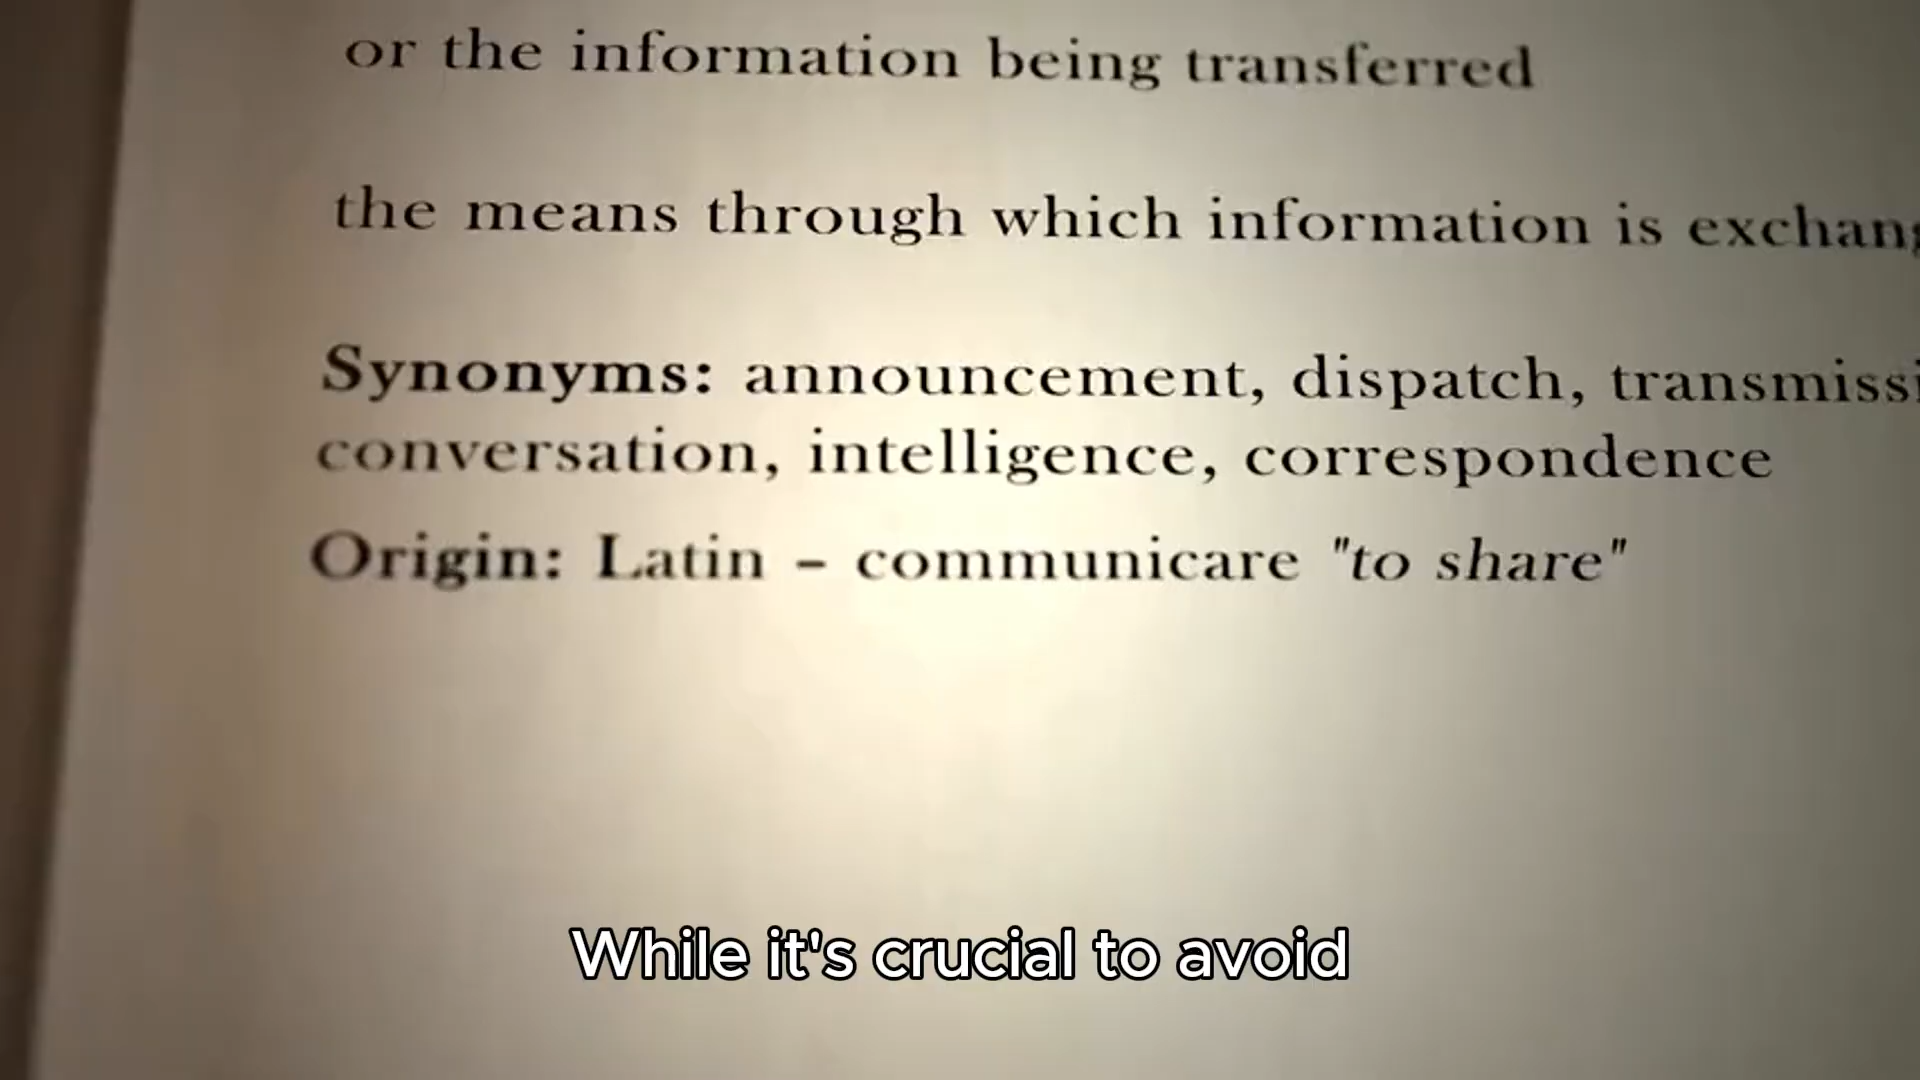 or the information being transferred
the means through which information is exchang
Synonyms: announcement, dispatch, transmissi
conversation, intelligence, correspondence
Origin: Latin – communicare "to share"
While it's crucial to avoid